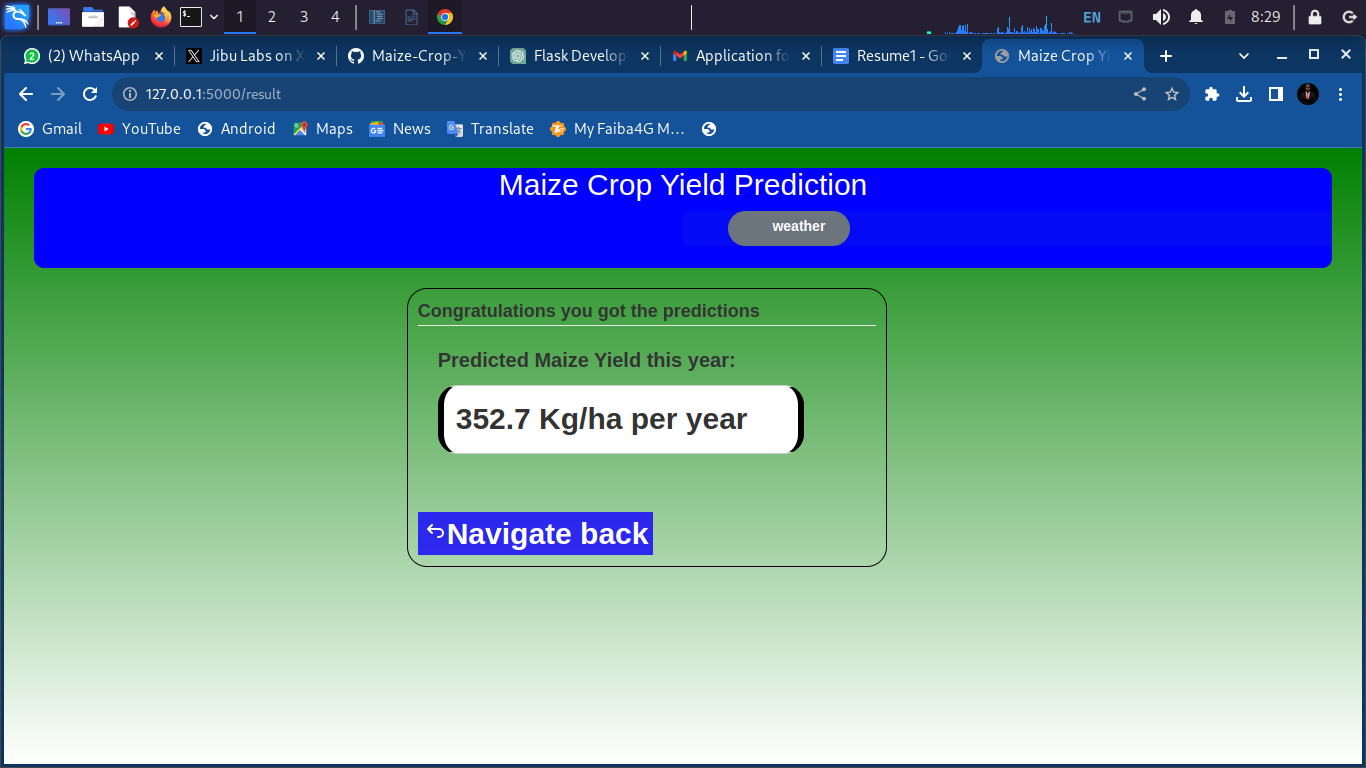 1 2 3 4 EN 8:29
(2) WhatsApp Jibu Labs on X Maize-Crop-Y Flask Develop Application fo Resume1 - Goo Maize Crop Yi
127.0.0.1:5000/result
Gmail YouTube Android Maps News Translate My Faiba4G M...
Maize Crop Yield Prediction
weather
Congratulations you got the predictions
Predicted Maize Yield this year:
352.7 Kg/ha per year
Navigate back